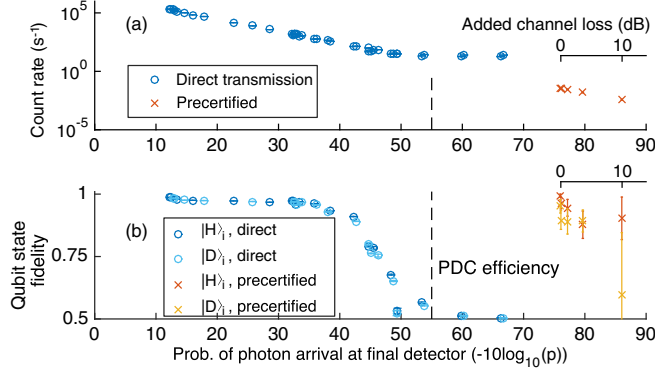 (a)
Added channel loss (dB)
0 10
Count rate (s⁻¹)
10⁵
10⁰
10⁻⁵
Direct transmission
Precertified
0 10 20 30 40 50 60 70 80 90
0 10
Qubit state
fidelity
1
0.75
0.5
(b)
|H⟩ᵢ, direct
|D⟩ᵢ, direct
|H⟩ᵢ, precertified
|D⟩ᵢ, precertified
PDC efficiency
0 10 20 30 40 50 60 70 80 90
Prob. of photon arrival at final detector (-10log₁₀(p))